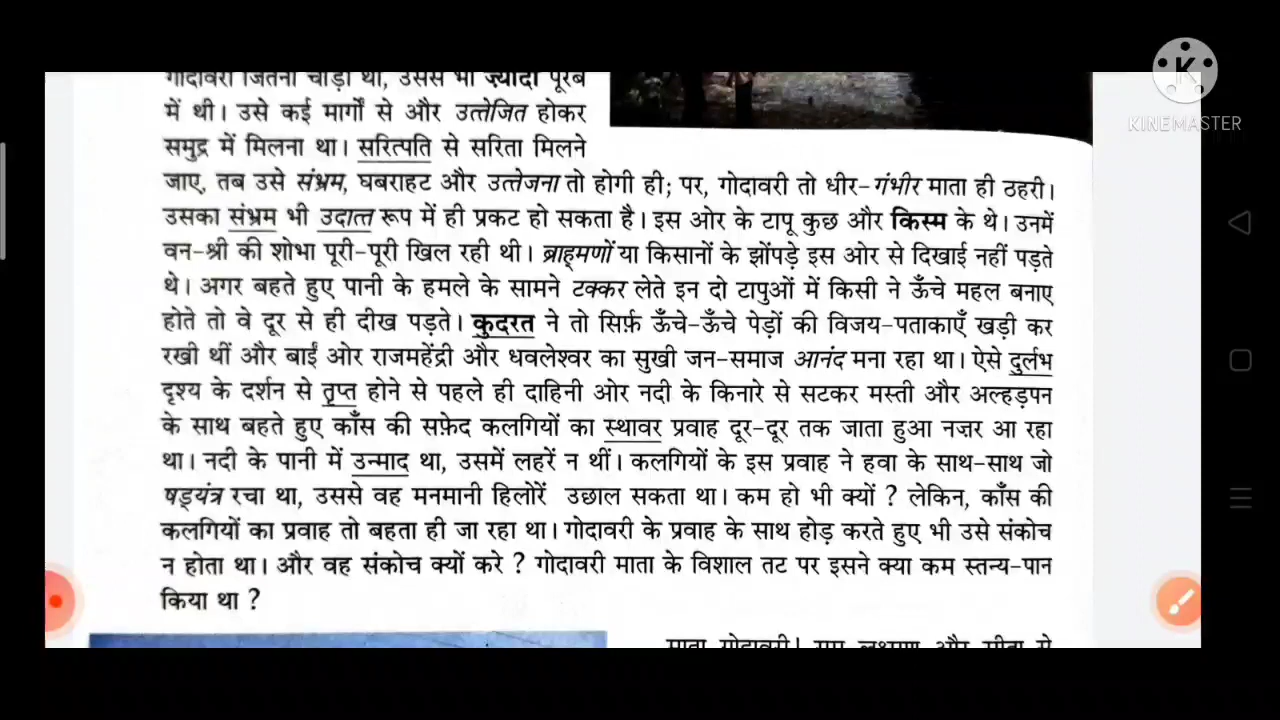 गोदावरी जितनी चौड़ी थी, उससे भी ज़्यादा पूरब
में थी। उसे कई मार्गों से और उत्तेजित होकर
समुद्र में मिलना था। सरित्पति से सरिता मिलने
जाए, तब उसे संभ्रम, घबराहट और उत्तेजना तो होगी ही; पर, गोदावरी तो धीर-गंभीर माता ही ठहरी।
उसका संभ्रम भी उदात्त रूप में ही प्रकट हो सकता है। इस ओर के टापू कुछ और किस्म के थे। उनमें
वन-श्री की शोभा पूरी-पूरी खिल रही थी। ब्राह्मणों या किसानों के झोंपड़े इस ओर से दिखाई नहीं पड़ते
थे। अगर बहते हुए पानी के हमले के सामने टक्कर लेते इन दो टापुओं में किसी ने ऊँचे महल बनाए
होते तो वे दूर से ही दीख पड़ते। कुदरत ने तो सिर्फ़ ऊँचे-ऊँचे पेड़ों की विजय-पताकाएँ खड़ी कर
रखी थीं और बाईं ओर राजमहेंद्री और धवलेश्वर का सुखी जन-समाज आनंद मना रहा था। ऐसे दुर्लभ
दृश्य के दर्शन से तृप्त होने से पहले ही दाहिनी ओर नदी के किनारे से सटकर मस्ती और अल्हड़पन
के साथ बहते हुए काँस की सफ़ेद कलगियों का स्थावर प्रवाह दूर-दूर तक जाता हुआ नज़र आ रहा
था। नदी के पानी में उन्माद था, उसमें लहरें न थीं। कलगियों के इस प्रवाह ने हवा के साथ-साथ जो
षड्यंत्र रचा था, उससे वह मनमानी हिलोरें उछाल सकता था। कम हो भी क्यों ? लेकिन, काँस की
कलगियों का प्रवाह तो बहता ही जा रहा था। गोदावरी के प्रवाह के साथ होड़ करते हुए भी उसे संकोच
न होता था। और वह संकोच क्यों करे ? गोदावरी माता के विशाल तट पर इसने क्या कम स्तन्य-पान
किया था ?
माता गोदावरी! राम लक्ष्मण और सीता से
K
KINEMASTER